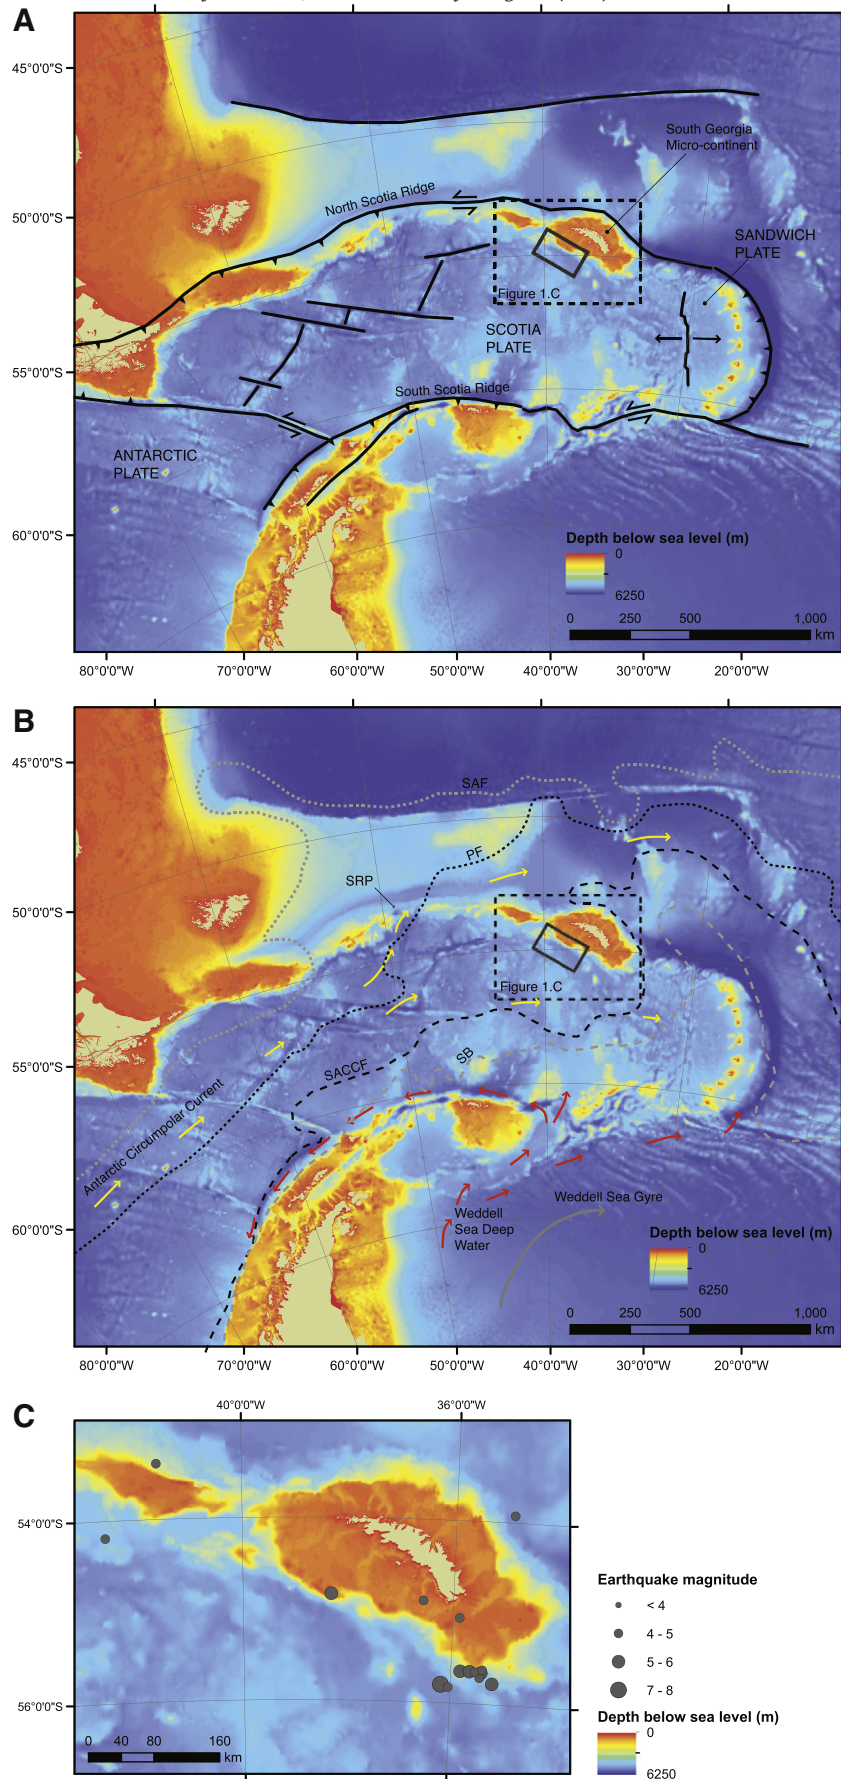 A
45°0'0"S
50°0'0"S
55°0'0"S
60°0'0"S
South Georgia
Micro-continent
North Scotia Ridge
SANDWICH
PLATE
Figure 1.C
SCOTIA
PLATE
South Scotia Ridge
ANTARCTIC
PLATE
Depth below sea level (m)
0
6250
0 250 500 1,000
km
80°0'0"W 70°0'0"W 60°0'0"W 50°0'0"W 40°0'0"W 30°0'0"W 20°0'0"W
B
45°0'0"S
50°0'0"S
55°0'0"S
60°0'0"S
SAF
PF
SRP
Figure 1.C
SACCF
SB
Antarctic Circumpolar Current
Weddell
Sea Deep
Water
Weddell Sea Gyre
Depth below sea level (m)
0
6250
0 250 500 1,000
km
80°0'0"W 70°0'0"W 60°0'0"W 50°0'0"W 40°0'0"W 30°0'0"W 20°0'0"W
C
40°0'0"W 36°0'0"W
54°0'0"S
56°0'0"S
0 40 80 160
km
Earthquake magnitude
< 4
4 - 5
5 - 6
7 - 8
Depth below sea level (m)
0
6250